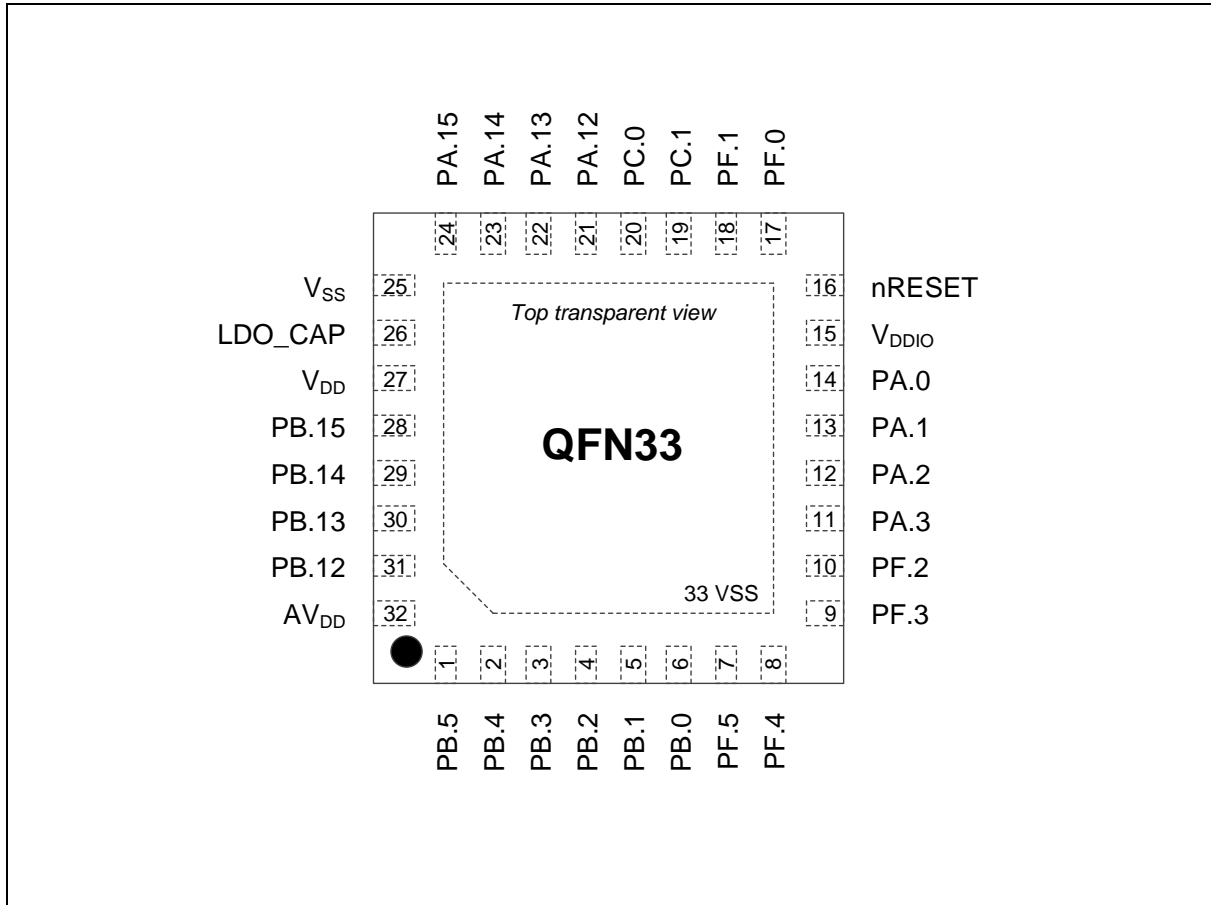 PA.15
PA.14
PA.13
PA.12
PC.0
PC.1
PF.1
PF.0
24
23
22
21
20
19
18
17
VSS 25
LDO_CAP 26
VDD 27
PB.15 28
PB.14 29
PB.13 30
PB.12 31
AVDD 32
Top transparent view
QFN33
33 VSS
16 nRESET
15 VDDIO
14 PA.0
13 PA.1
12 PA.2
11 PA.3
10 PF.2
9 PF.3
1
2
3
4
5
6
7
8
PB.5
PB.4
PB.3
PB.2
PB.1
PB.0
PF.5
PF.4